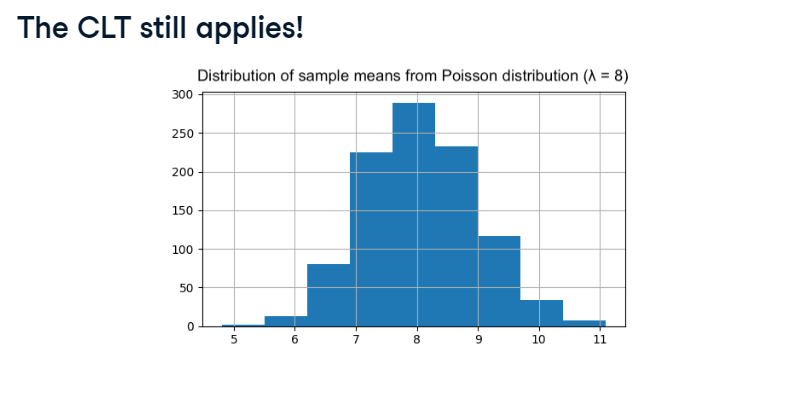 The CLT still applies!
Distribution of sample means from Poisson distribution (λ = 8)
300
250
200
150
100
50
0
5 6 7 8 9 10 11